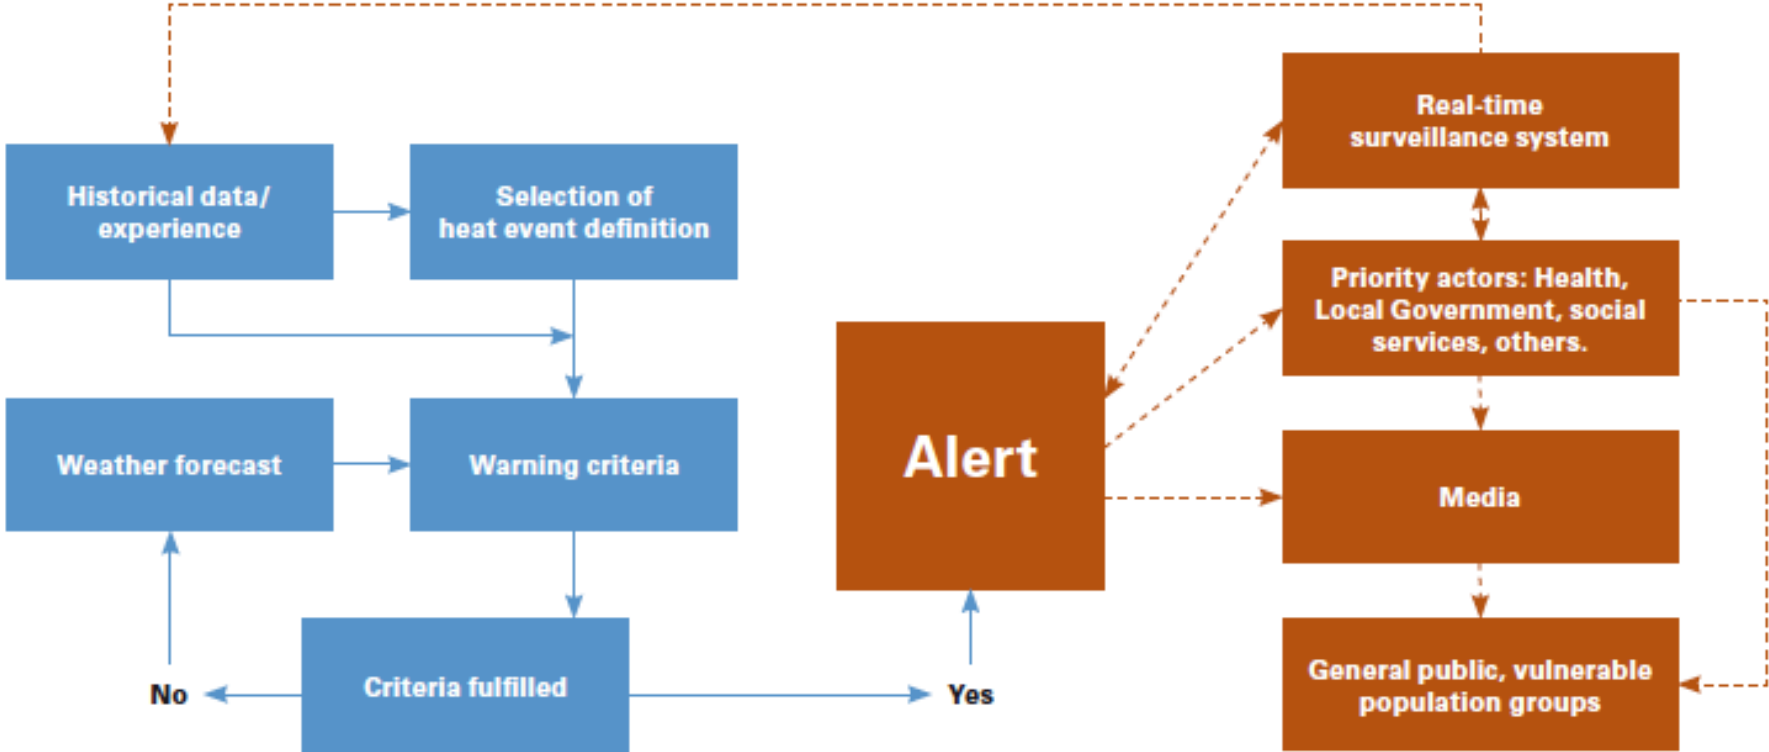 Historical data/
experience
Selection of
heat event definition
Weather forecast
Warning criteria
No
Criteria fulfilled
Yes
Alert
Real-time
surveillance system
Priority actors: Health,
Local Government, social
services, others.
Media
General public, vulnerable
population groups